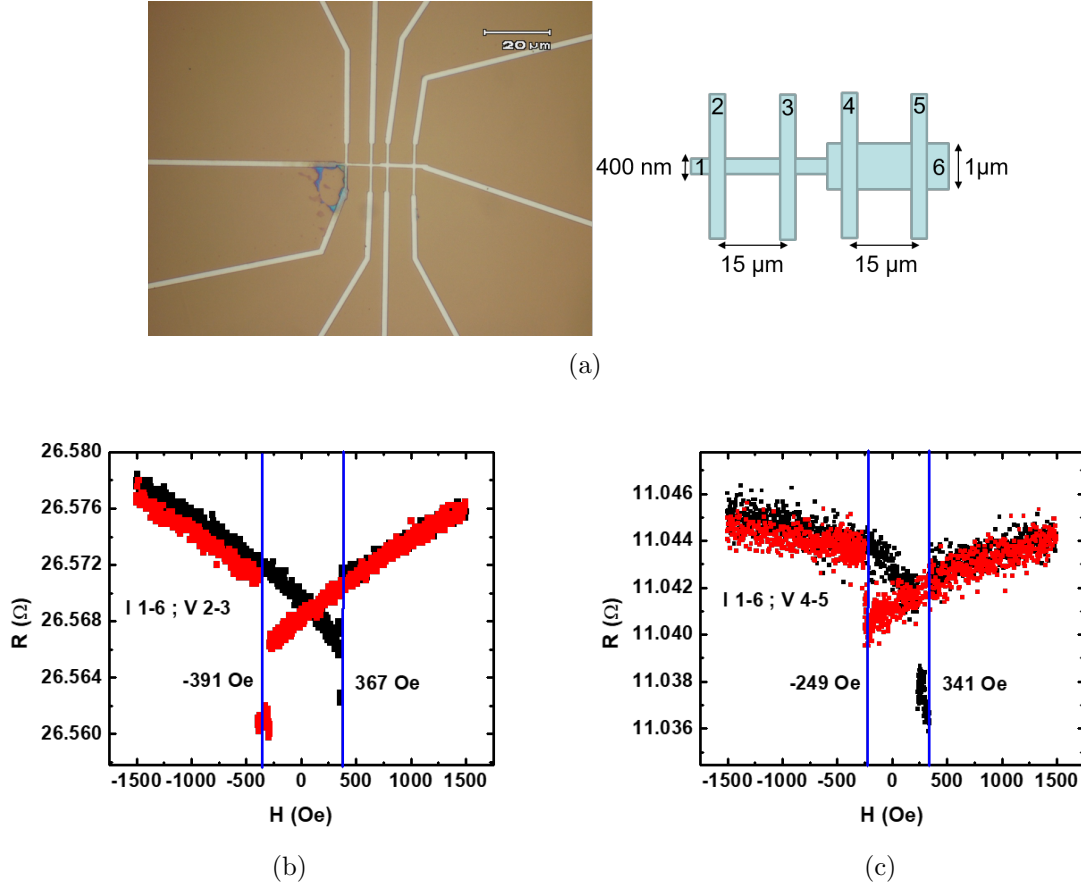 20 µm
2 3 4 5
400 nm 1 6 1µm
15 µm 15 µm
(a)
26.580
26.576
26.572
26.568
26.564
26.560
R (Ω)
I 1-6 ; V 2-3
-391 Oe
367 Oe
-1500 -1000 -500 0 500 1000 1500
H (Oe)
(b)
11.046
11.044
11.042
11.040
11.038
11.036
R (Ω)
I 1-6 ; V 4-5
-249 Oe
341 Oe
-1500 -1000 -500 0 500 1000 1500
H (Oe)
(c)